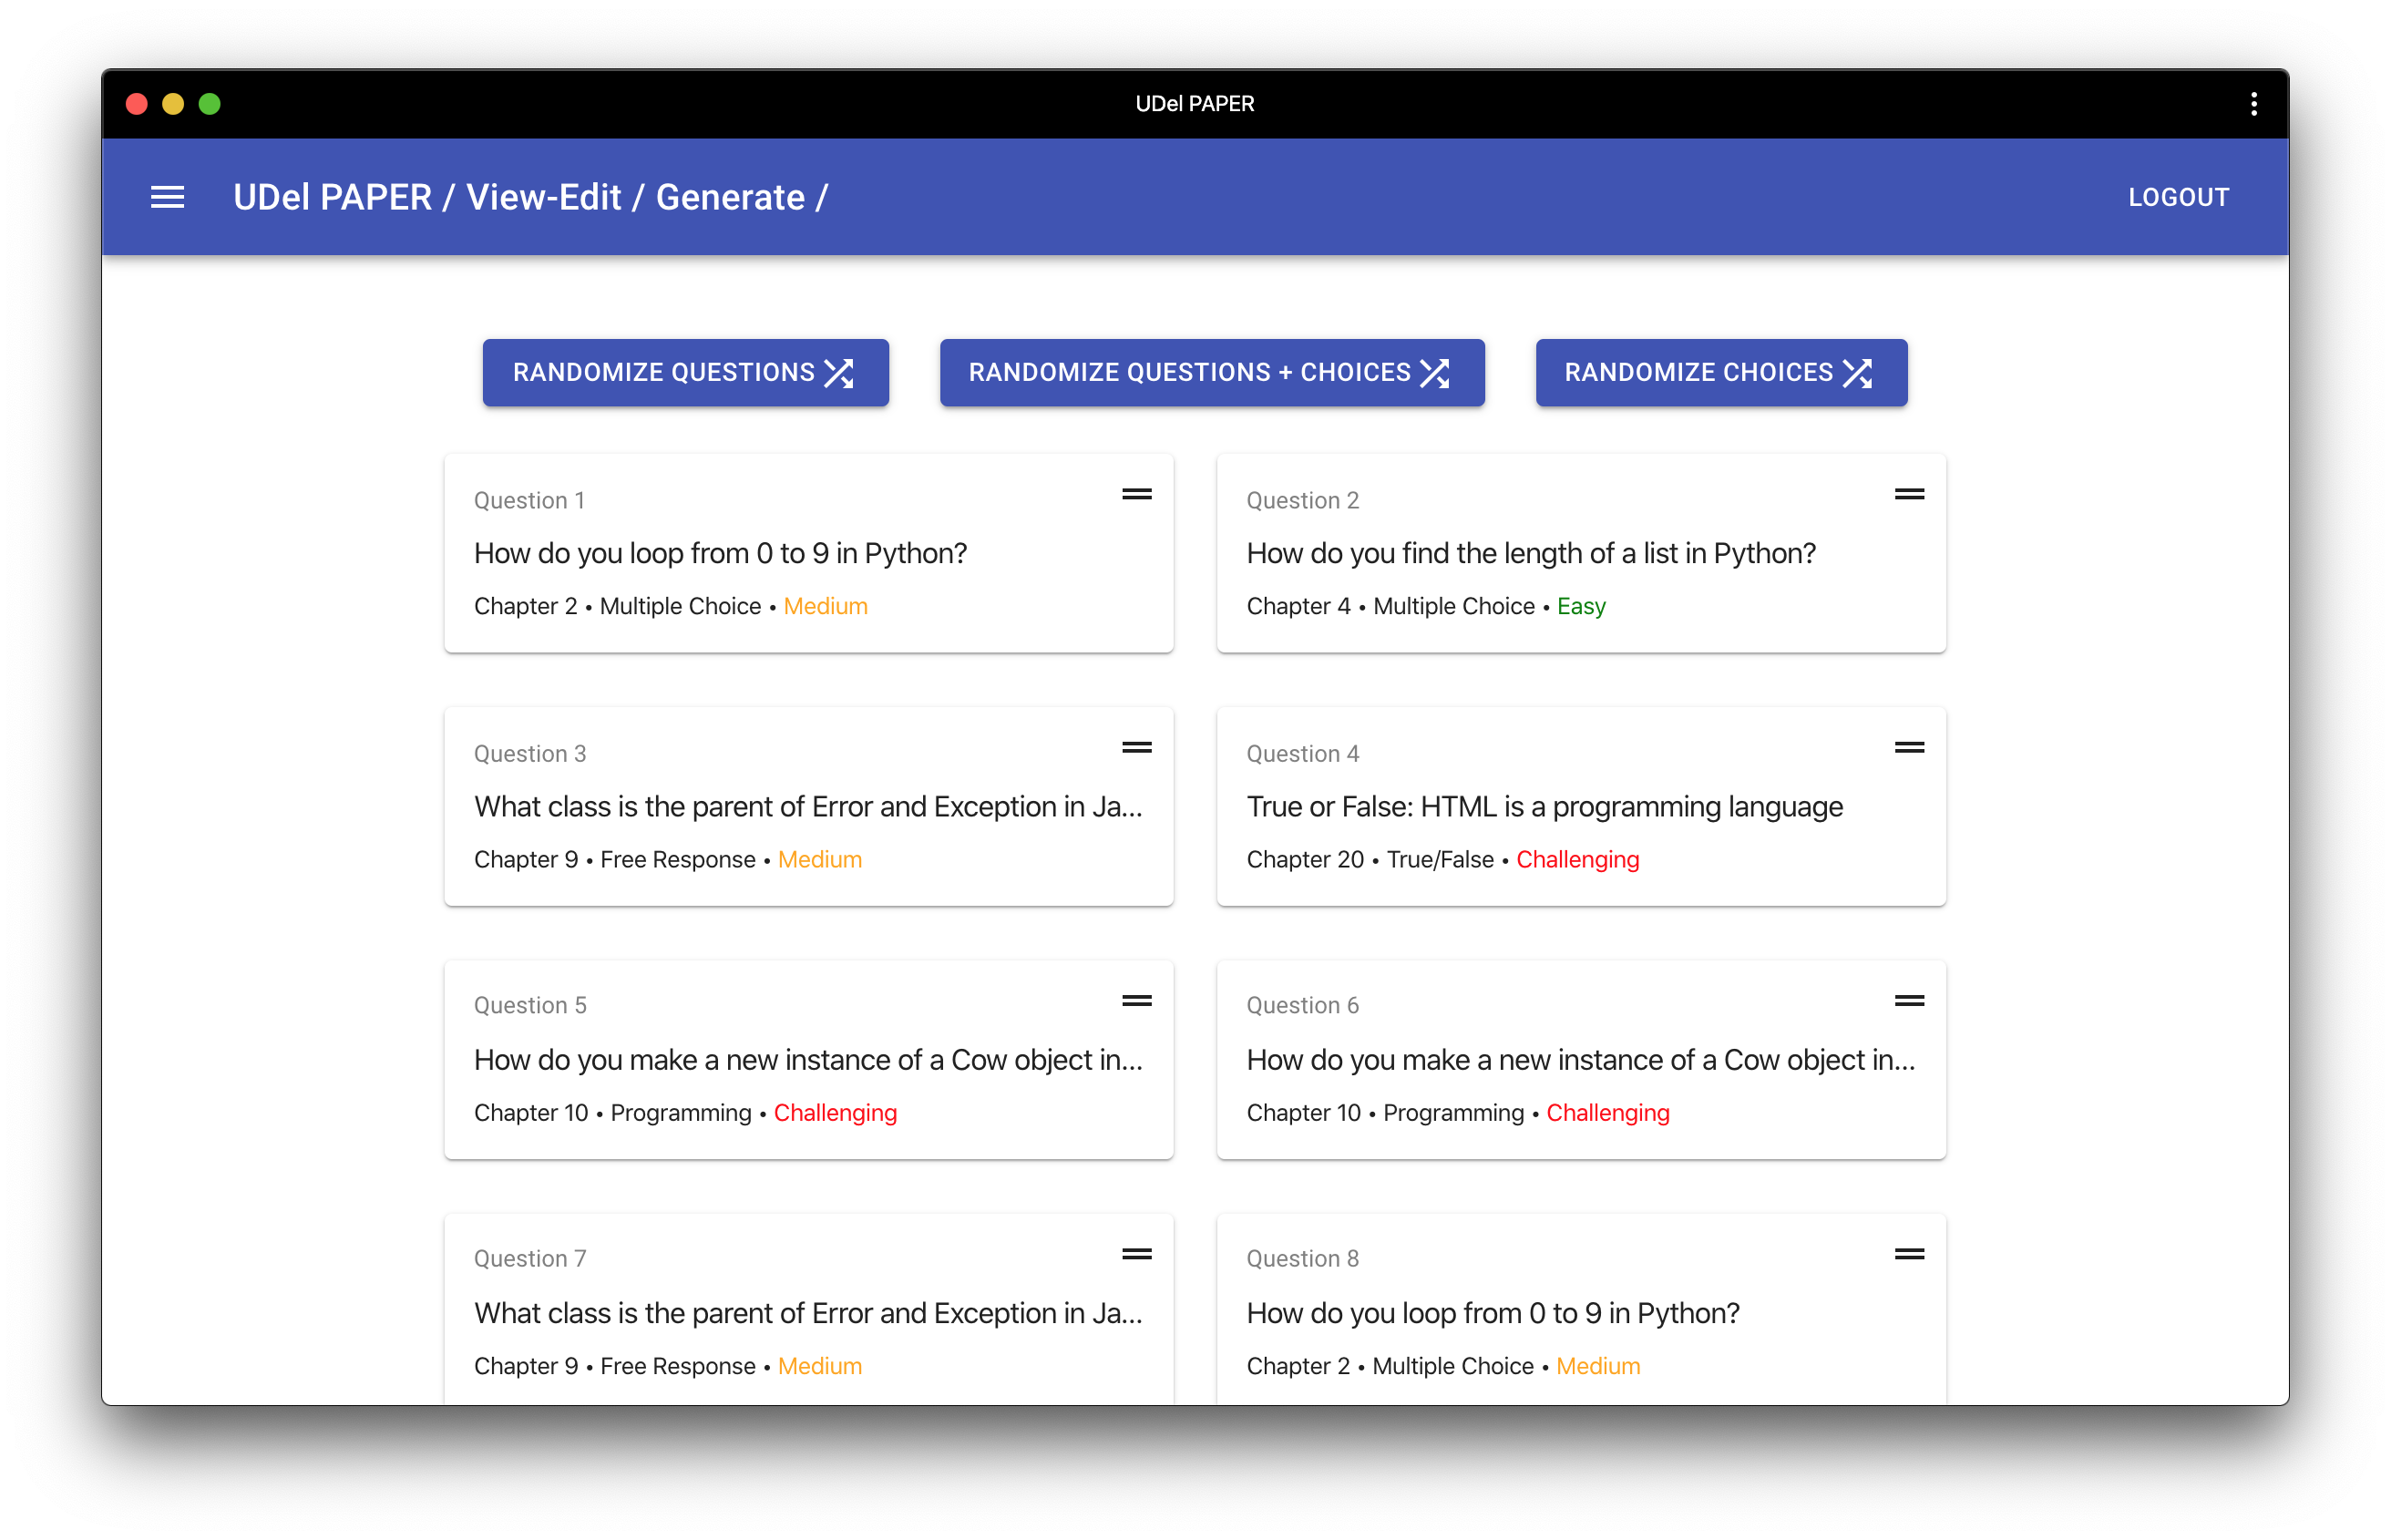 UDel PAPER
UDel PAPER / View-Edit / Generate /
LOGOUT
RANDOMIZE QUESTIONS
RANDOMIZE QUESTIONS + CHOICES
RANDOMIZE CHOICES
Question 1
How do you loop from 0 to 9 in Python?
Chapter 2 • Multiple Choice • Medium
Question 2
How do you find the length of a list in Python?
Chapter 4 • Multiple Choice • Easy
Question 3
What class is the parent of Error and Exception in Ja...
Chapter 9 • Free Response • Medium
Question 4
True or False: HTML is a programming language
Chapter 20 • True/False • Challenging
Question 5
How do you make a new instance of a Cow object in...
Chapter 10 • Programming • Challenging
Question 6
How do you make a new instance of a Cow object in...
Chapter 10 • Programming • Challenging
Question 7
What class is the parent of Error and Exception in Ja...
Chapter 9 • Free Response • Medium
Question 8
How do you loop from 0 to 9 in Python?
Chapter 2 • Multiple Choice • Medium